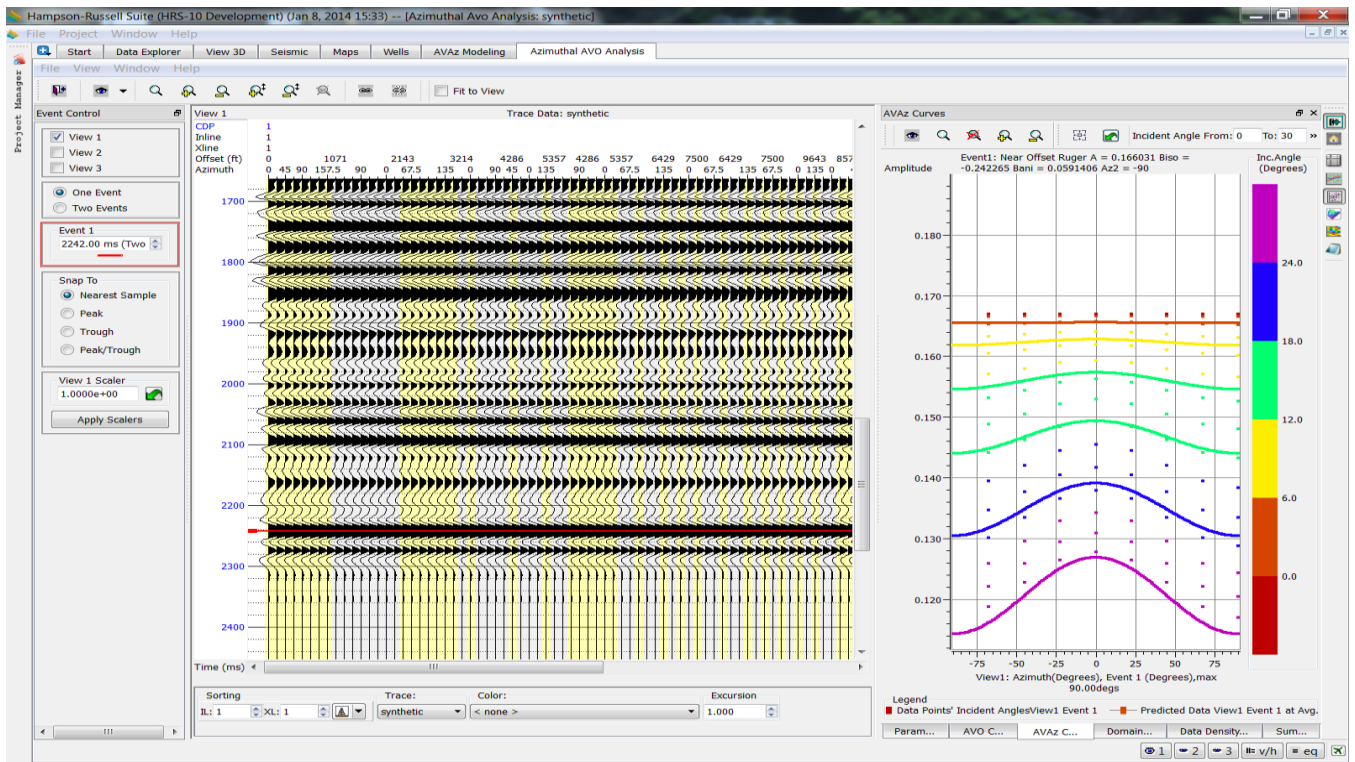 Hampson-Russell Suite (HRS-10 Development) (Jan 8, 2014 15:33) -- [Azimuthal Avo Analysis: synthetic]
File Project Window Help
Start Data Explorer View 3D Seismic Maps Wells AVAz Modeling Azimuthal AVO Analysis
Project Manager
File View Window Help
Fit to View
Event Control
View 1
View 2
View 3
One Event
Two Events
Event 1
2242.00 ms (Two
Snap To
Nearest Sample
Peak
Trough
Peak/Trough
View 1 Scaler
1.0000e+00
Apply Scalers
View 1 Trace Data: synthetic
CDP 1
Inline 1
Xline 1
Offset (ft) 1 1071 2143 3214 4286 5357 4286 5357 6429 7500 6429 7500 9643 857
Azimuth 0 45 90 157.5 90 0 67.5 135 0 90 45 0 135 0 67.5 90 0 67.5 135 0 67.5 135 0 67.5 0 135 0
1700
1800
1900
2000
2100
2200
2300
2400
Time (ms)
Sorting Trace: Color: Excursion
IL: 1 XL: 1 synthetic < none > 1.000
AVAz Curves
Incident Angle From: 0 To: 30 »
Event1: Near Offset Ruger A = 0.166031 Biso =
-0.242265 Bani = 0.0591406 Az2 = -90
Amplitude
Inc.Angle
(Degrees)
0.180
0.170
0.160
0.150
0.140
0.130
0.120
24.0
18.0
12.0
6.0
0.0
-75 -50 -25 0 25 50 75
View1: Azimuth(Degrees), Event 1 (Degrees),max
90.00degs
Legend
Data Points' Incident AnglesView1 Event 1 Predicted Data View1 Event 1 at Avg.
Param... AVO C... AVAz C... Domain... Data Density... Sum...
1 2 3 v/h = eq